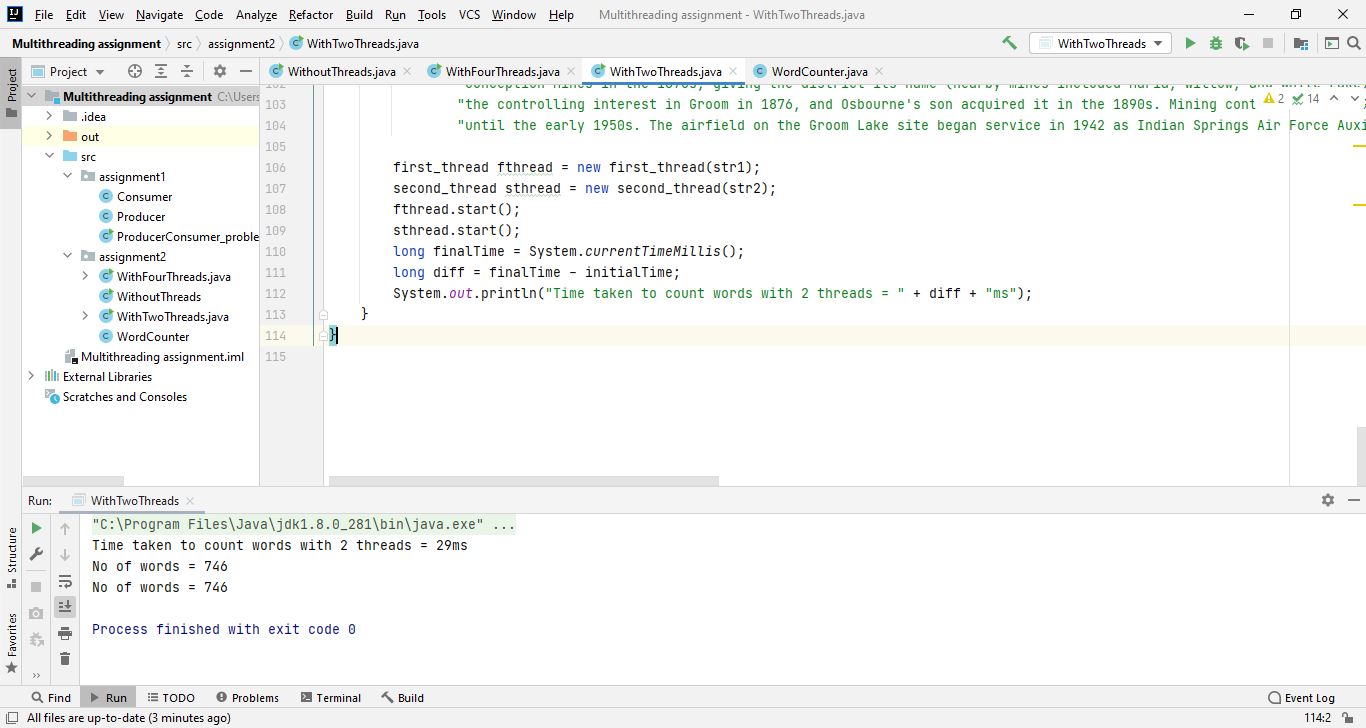 File Edit View Navigate Code Analyze Refactor Build Run Tools VCS Window Help Multithreading assignment - WithTwoThreads.java
Multithreading assignment src assignment2 WithTwoThreads.java WithTwoThreads
Project WithoutThreads.java WithFourThreads.java WithTwoThreads.java WordCounter.java
Project
Multithreading assignment C:\Users
.idea
out
src
assignment1
Consumer
Producer
ProducerConsumer_proble
assignment2
WithFourThreads.java
WithoutThreads
WithTwoThreads.java
WordCounter
Multithreading assignment.iml
External Libraries
Scratches and Consoles
2 14
103 "the controlling interest in Groom in 1876, and Osbourne's son acquired it in the 1890s. Mining cont
104 "until the early 1950s. The airfield on the Groom Lake site began service in 1942 as Indian Springs Air Force Auxi
105
106 first_thread fthread = new first_thread(str1);
107 second_thread sthread = new second_thread(str2);
108 fthread.start();
109 sthread.start();
110 long finalTime = System.currentTimeMillis();
111 long diff = finalTime - initialTime;
112 System.out.println("Time taken to count words with 2 threads = " + diff + "ms");
113 }
114 }
115
Run: WithTwoThreads
"C:\Program Files\Java\jdk1.8.0_281\bin\java.exe" ...
Time taken to count words with 2 threads = 29ms
No of words = 746
No of words = 746
Process finished with exit code 0
Structure
Favorites
Find Run TODO Problems Terminal Build Event Log
All files are up-to-date (3 minutes ago) 114:2